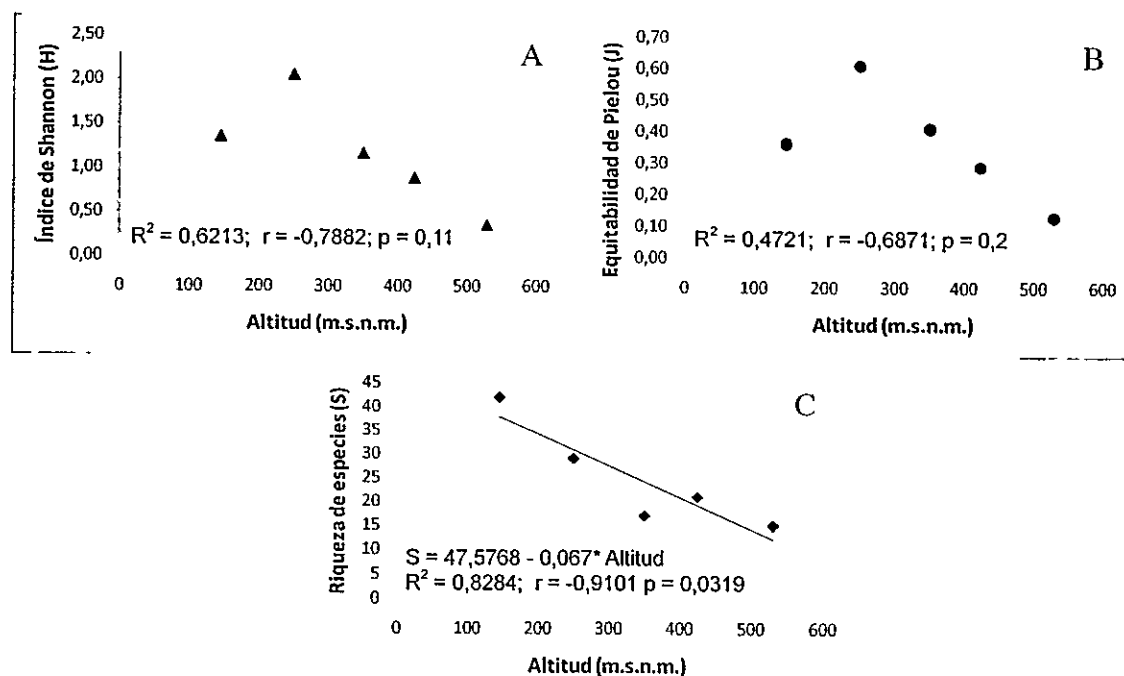 A
Índice de Shannon (H)
2,50
2,00
1,50
1,00
0,50
0,00
R² = 0,6213; r = -0,7882; p = 0,11
0 100 200 300 400 500 600
Altitud (m.s.n.m.)
B
Equitabilidad de Pielou (J)
0,70
0,60
0,50
0,40
0,30
0,20
0,10
0,00
R² = 0,4721; r = -0,6871; p = 0,2
0 100 200 300 400 500 600
Altitud (m.s.n.m.)
C
Riqueza de especies (S)
45
40
35
30
25
20
15
10
5
0
S = 47,5768 - 0,067* Altitud
R² = 0,8284; r = -0,9101 p = 0,0319
0 100 200 300 400 500 600
Altitud (m.s.n.m.)